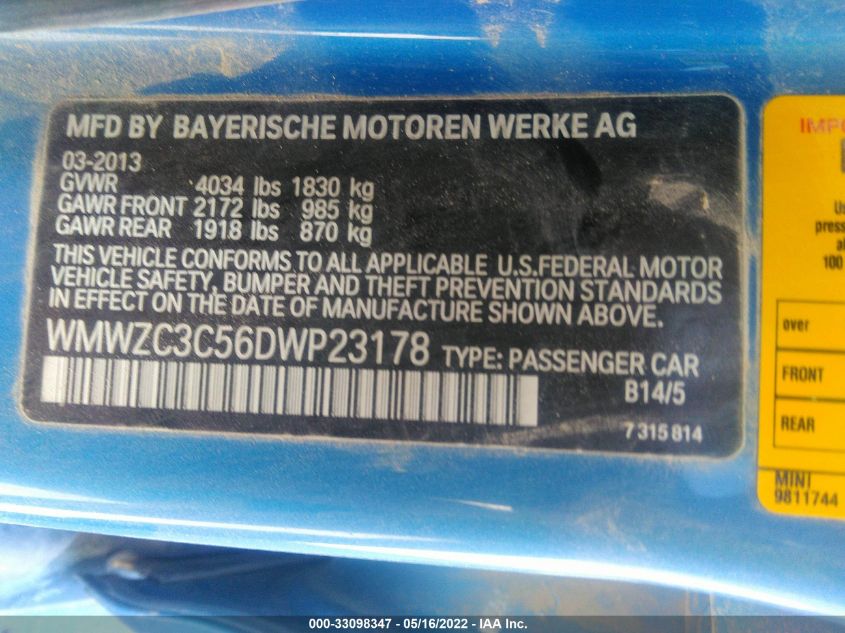 MFD BY BAYERISCHE MOTOREN WERKE AG
03-2013
GVWR 4034 lbs 1830 kg
GAWR FRONT 2172 lbs 985 kg
GAWR REAR 1918 lbs 870 kg
THIS VEHICLE CONFORMS TO ALL APPLICABLE U.S.FEDERAL MOTOR
VEHICLE SAFETY, BUMPER AND THEFT PREVENTION STANDARDS
IN EFFECT ON THE DATE OF MANUFACTURE SHOWN ABOVE.
WMWZC3C56DWP23178 TYPE: PASSENGER CAR
B14/5
7 315 814
100
over
FRONT
REAR
MINI
9811744
000-33098347 - 05/16/2022 - IAA Inc.